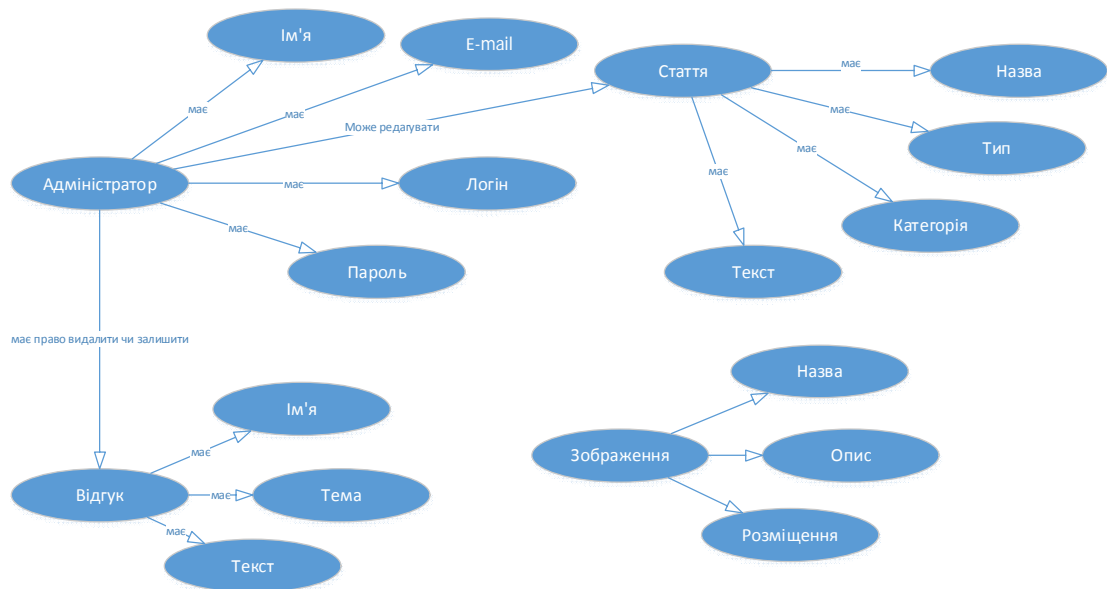 Ім'я
E-mail
Стаття
має
Назва
має
має
має
Може редагувати
Тип
має
має
Адміністратор
має
Логін
має
Категорія
Пароль
Текст
має право видалити чи залишити
Назва
Ім'я
має
Зображення
Опис
Відгук
має
Тема
має
Розміщення
Текст